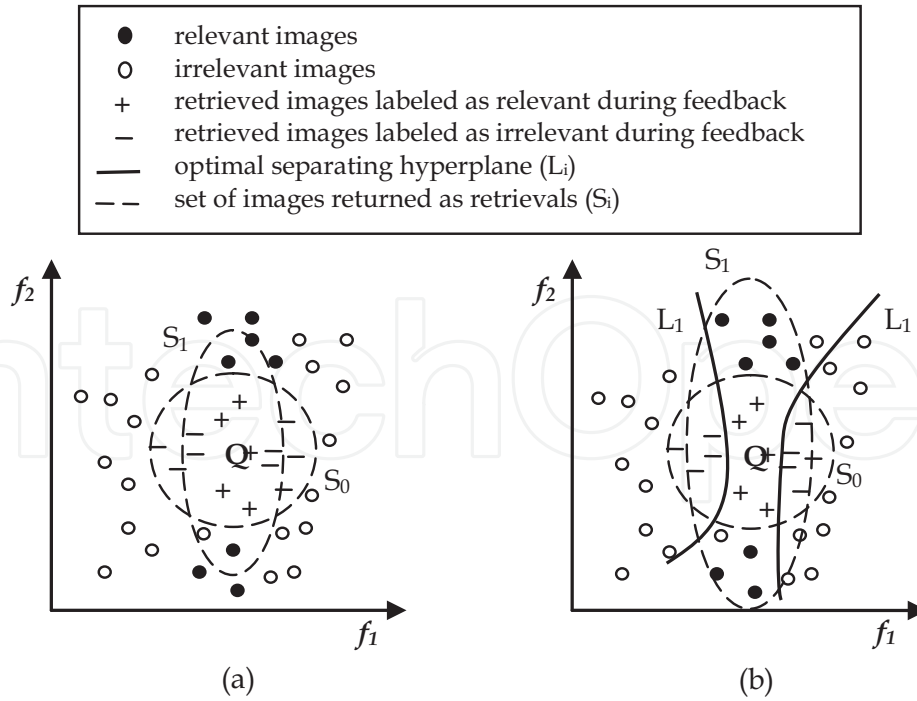 relevant images
irrelevant images
+ retrieved images labeled as relevant during feedback
– retrieved images labeled as irrelevant during feedback
optimal separating hyperplane (Li)
set of images returned as retrievals (Si)
f2
S1
Q
S0
f1
(a)
f2
S1
L1
L1
Q
S0
f1
(b)
ntechOpe